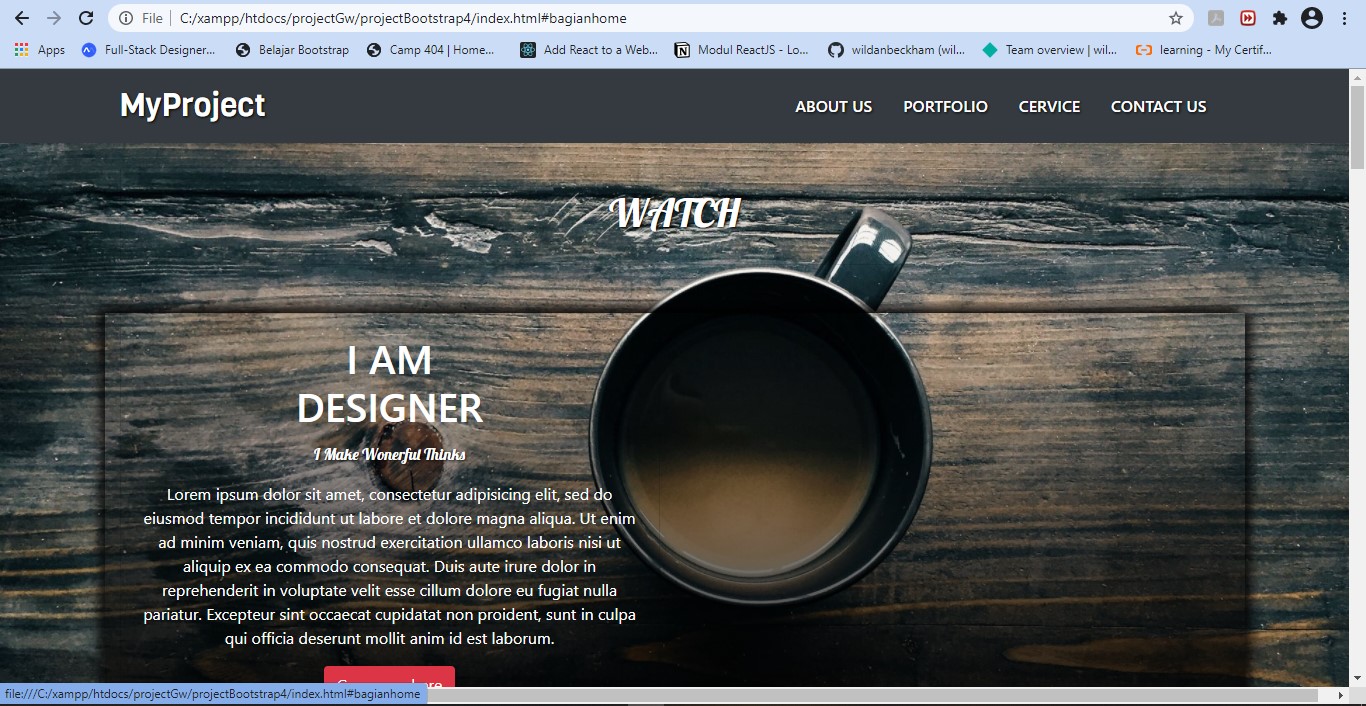 File | C:/xampp/htdocs/projectGw/projectBootstrap4/index.html#bagianhome
Apps Full-Stack Designer... Belajar Bootstrap Camp 404 | Home... Add React to a Web... Modul ReactJS - Lo... wildanbeckham (wil... Team overview | wil... learning - My Certif...
MyProject ABOUT US PORTFOLIO CERVICE CONTACT US
WATCH
I AM
DESIGNER
I Make Wonerful Thinks
Lorem ipsum dolor sit amet, consectetur adipisicing elit, sed do
eiusmod tempor incididunt ut labore et dolore magna aliqua. Ut enim
ad minim veniam, quis nostrud exercitation ullamco laboris nisi ut
aliquip ex ea commodo consequat. Duis aute irure dolor in
reprehenderit in voluptate velit esse cillum dolore eu fugiat nulla
pariatur. Excepteur sint occaecat cupidatat non proident, sunt in culpa
qui officia deserunt mollit anim id est laborum.
file:///C:/xampp/htdocs/projectGw/projectBootstrap4/index.html#bagianhome